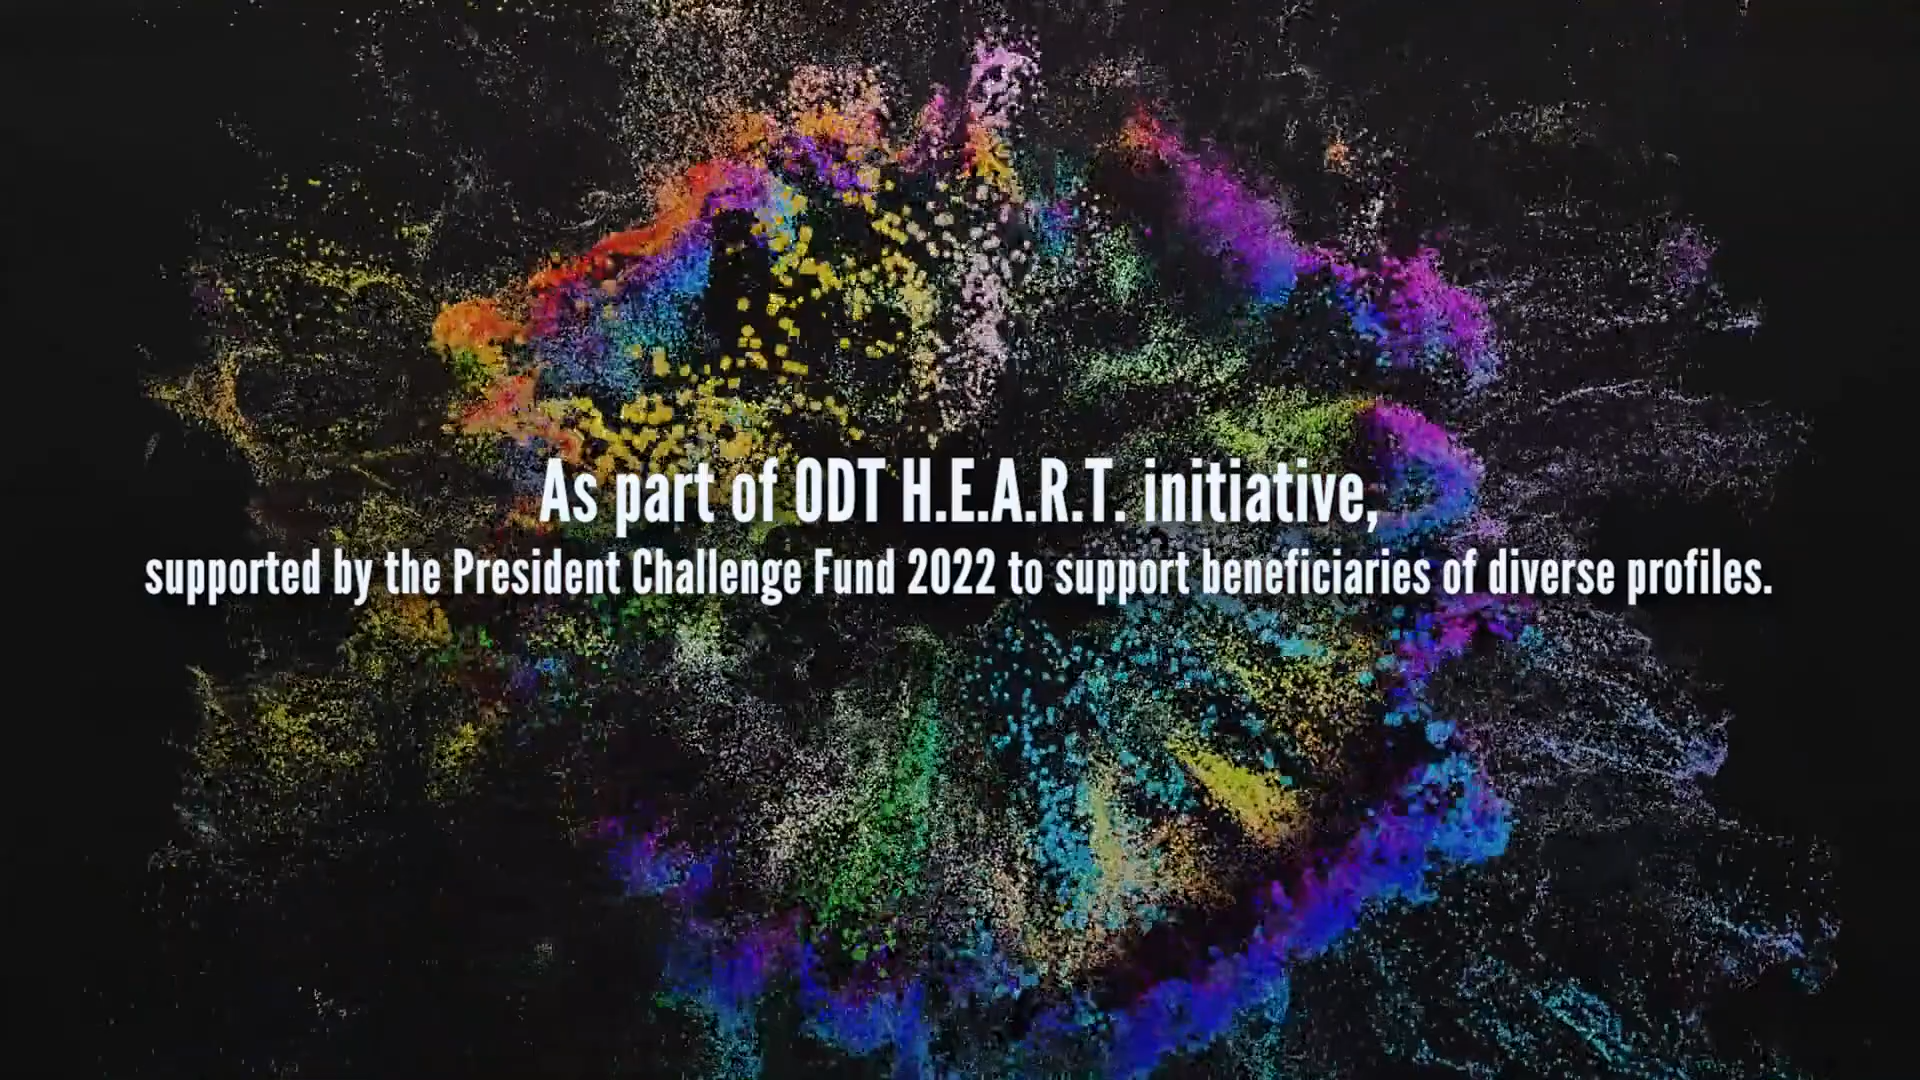 As part of ODT H.E.A.R.T. initiative,
supported by the President Challenge Fund 2022 to support beneficiaries of diverse profiles.